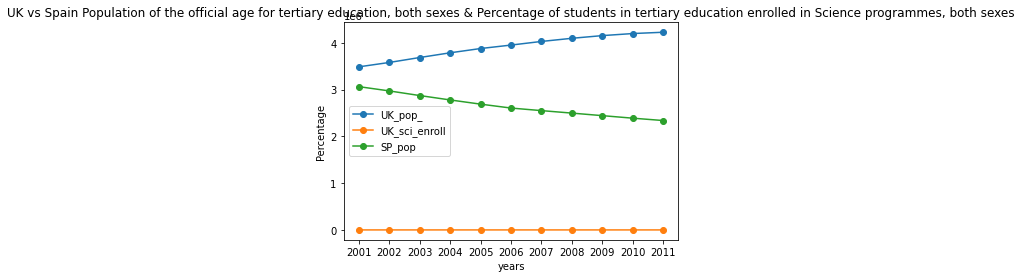 UK vs Spain Population of the official age for tertiary education, both sexes & Percentage of students in tertiary education enrolled in Science programmes, both sexes
1e6
4
3
2
1
0
Percentage
UK_pop_
UK_sci_enroll
SP_pop
2001 2002 2003 2004 2005 2006 2007 2008 2009 2010 2011
years